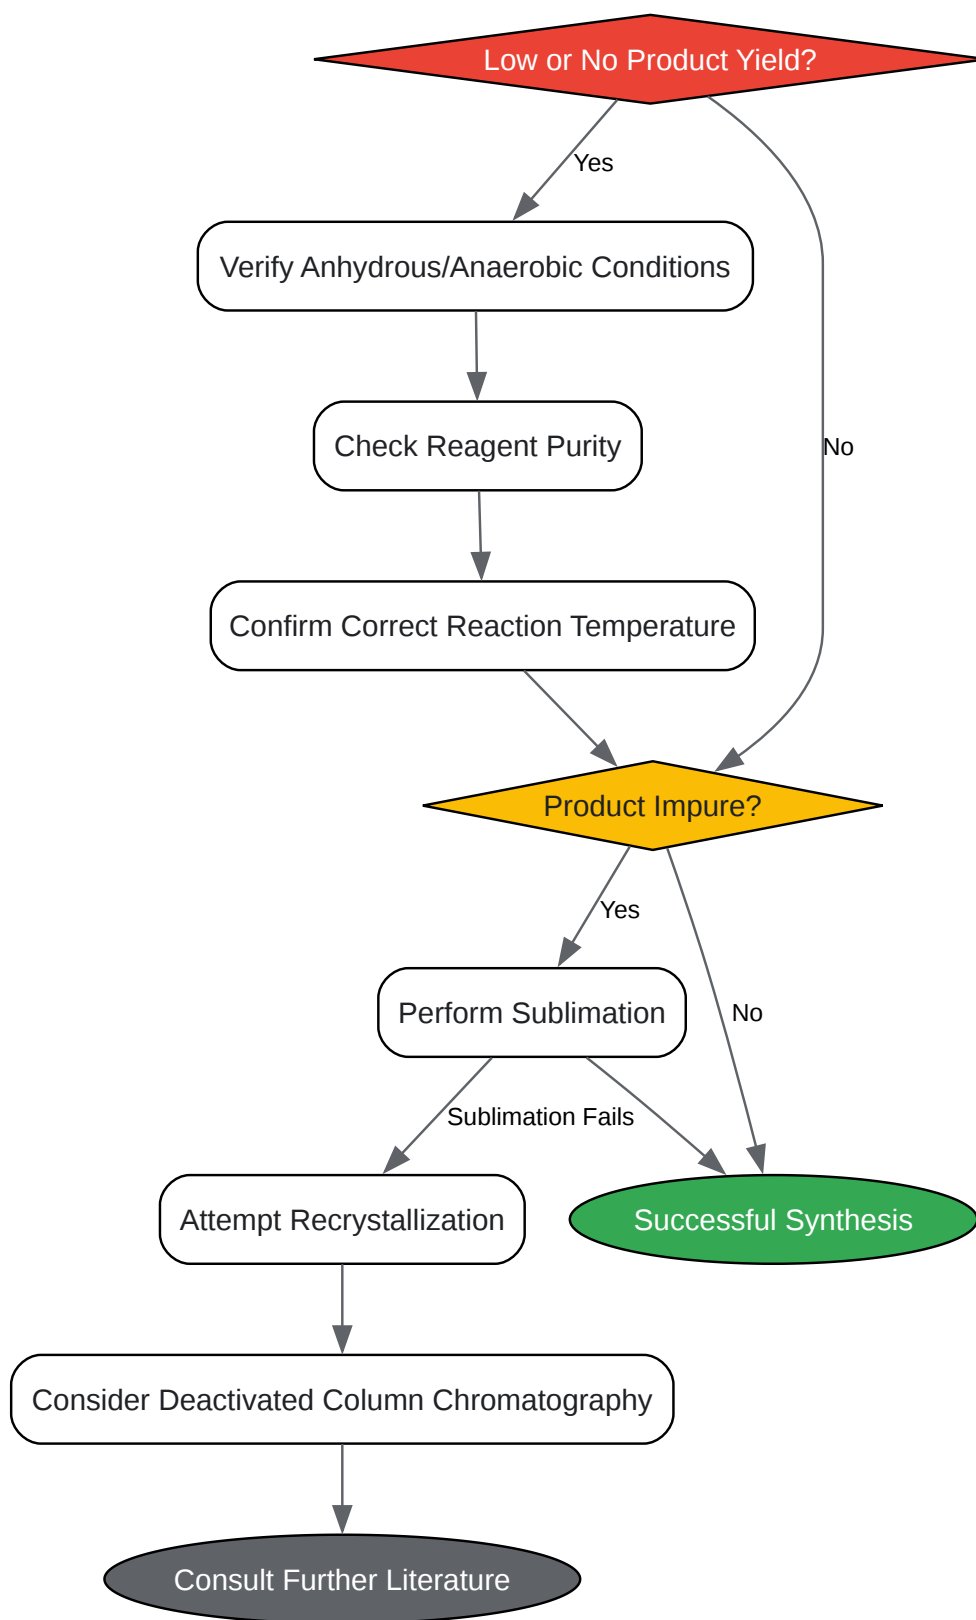 Low or No Product Yield?
Yes
Verify Anhydrous/Anaerobic Conditions
Check Reagent Purity
No
Confirm Correct Reaction Temperature
Product Impure?
Yes
Perform Sublimation
No
Sublimation Fails
Attempt Recrystallization
Successful Synthesis
Consider Deactivated Column Chromatography
Consult Further Literature